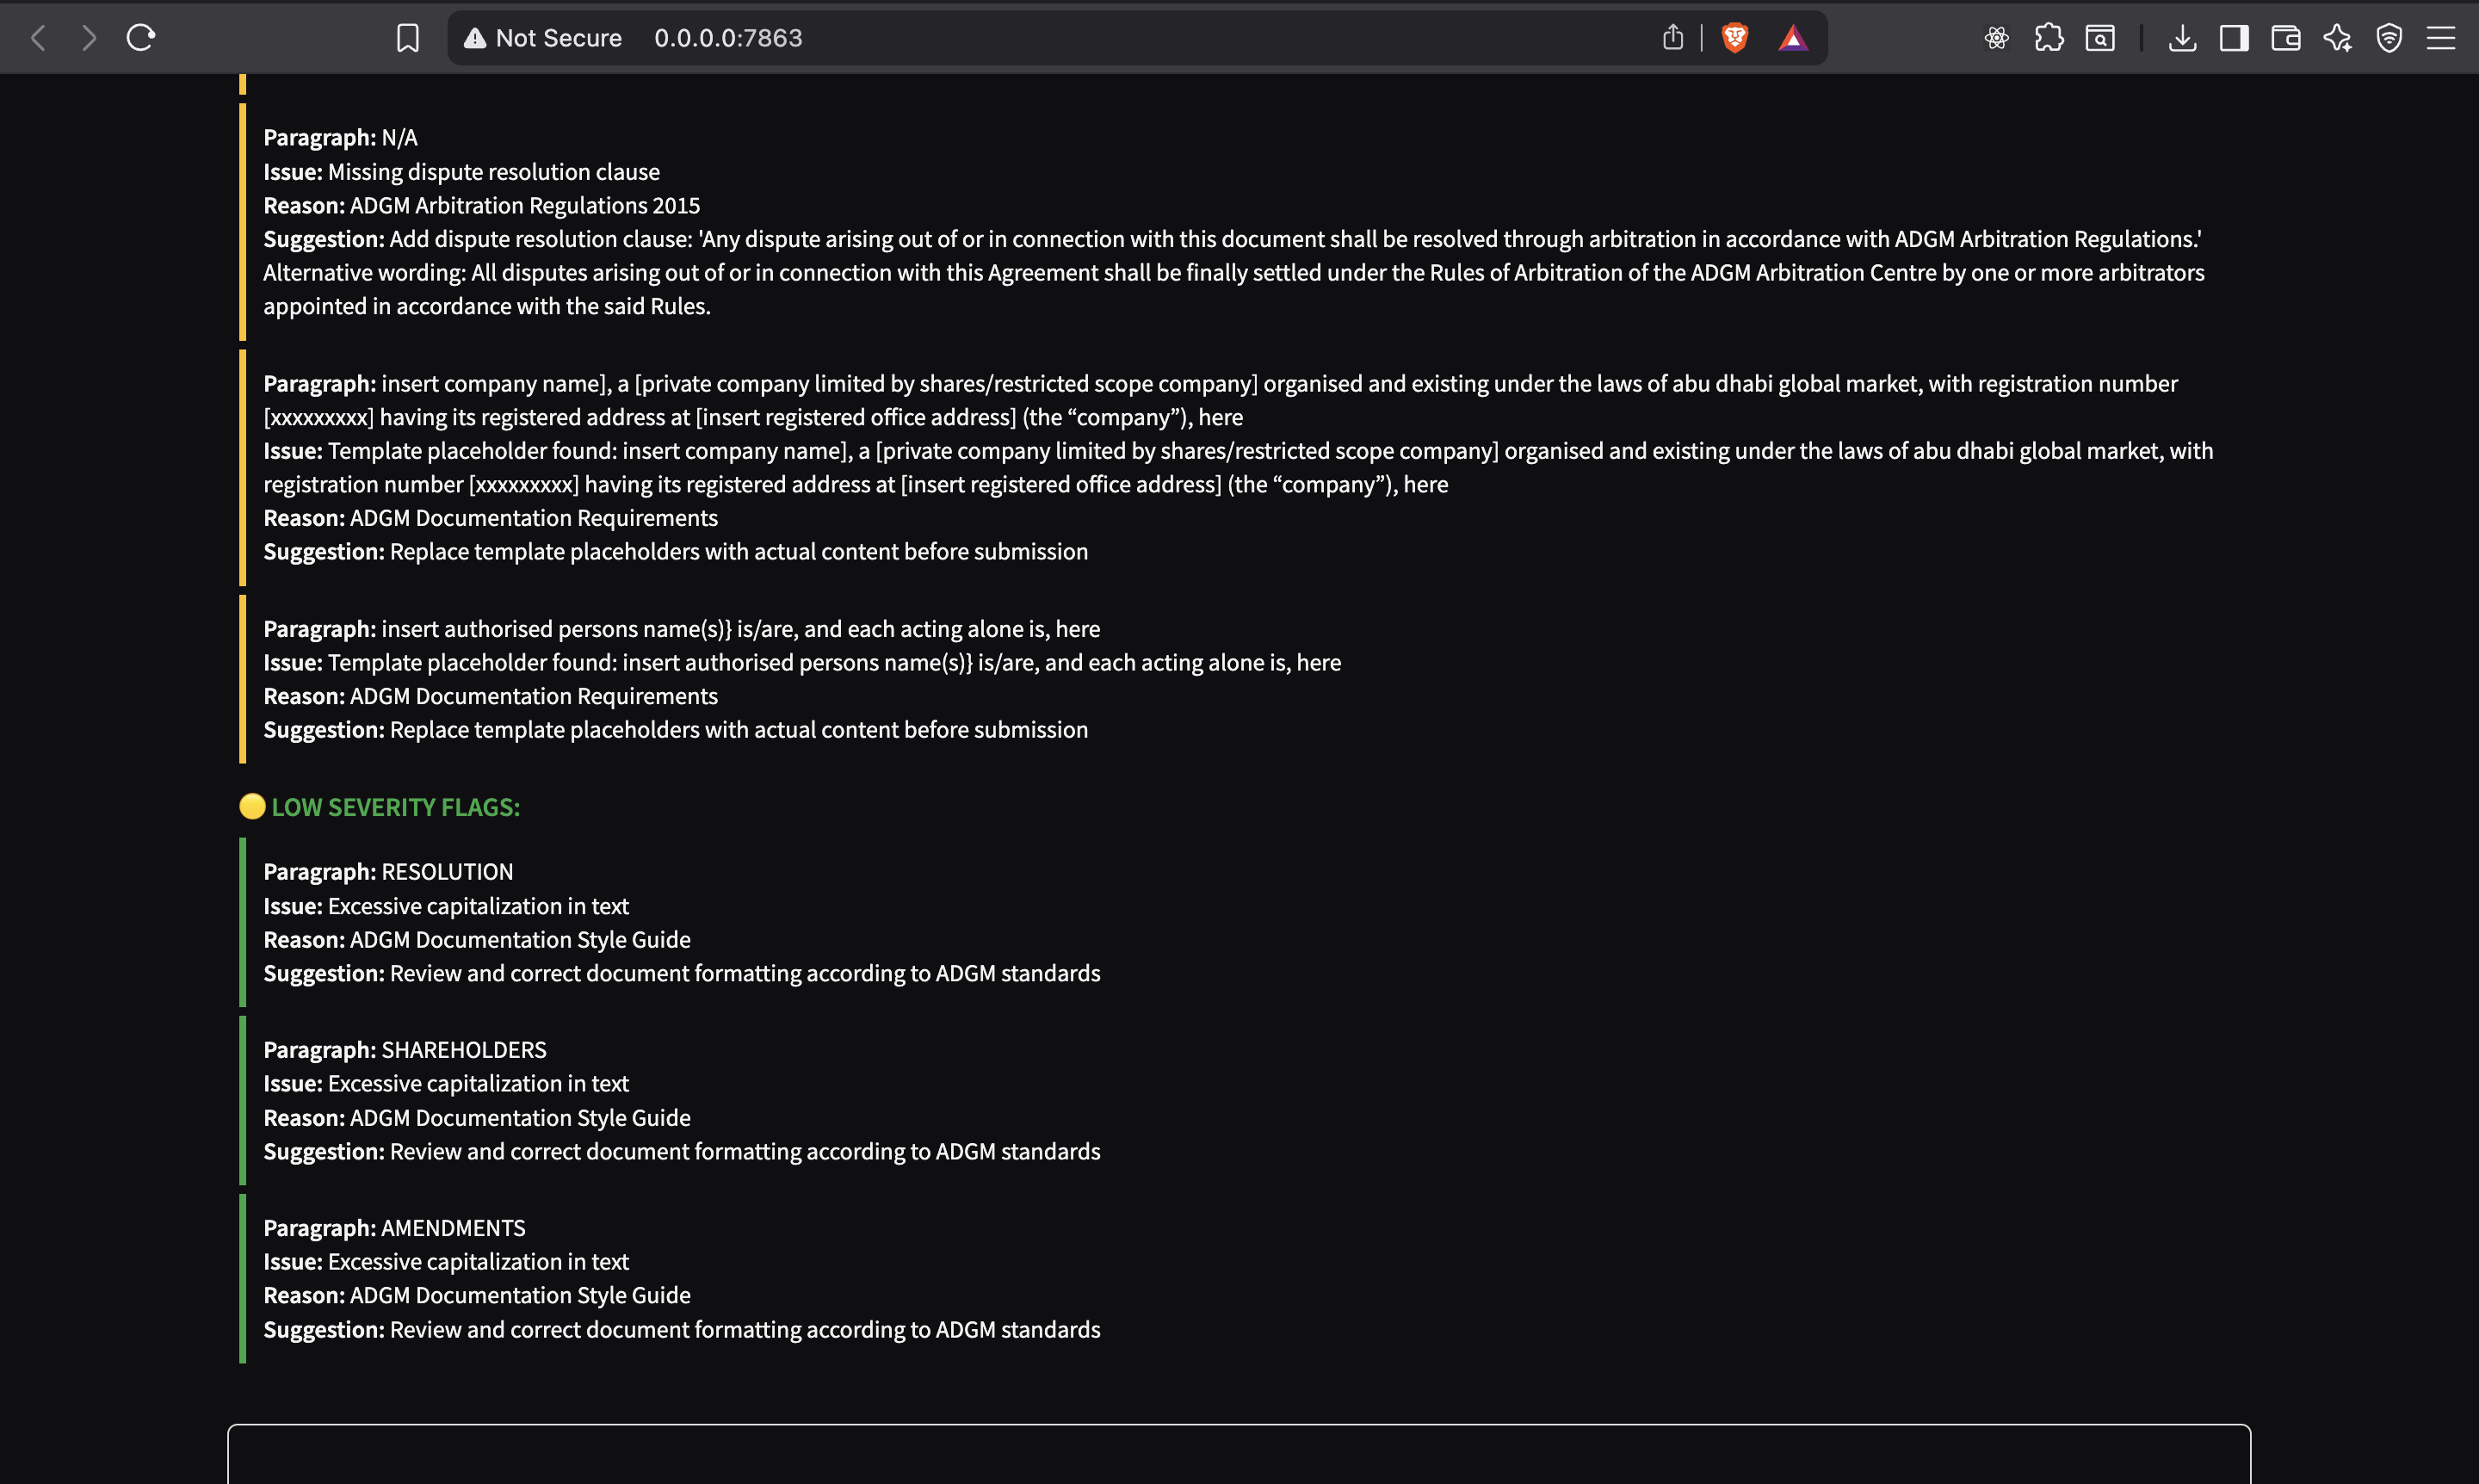 Not Secure 0.0.0.0:7863
Paragraph: N/A
Issue: Missing dispute resolution clause
Reason: ADGM Arbitration Regulations 2015
Suggestion: Add dispute resolution clause: 'Any dispute arising out of or in connection with this document shall be resolved through arbitration in accordance with ADGM Arbitration Regulations.'
Alternative wording: All disputes arising out of or in connection with this Agreement shall be finally settled under the Rules of Arbitration of the ADGM Arbitration Centre by one or more arbitrators
appointed in accordance with the said Rules.
Paragraph: insert company name], a [private company limited by shares/restricted scope company] organised and existing under the laws of abu dhabi global market, with registration number
[xxxxxxxxx] having its registered address at [insert registered office address] (the “company”), here
Issue: Template placeholder found: insert company name], a [private company limited by shares/restricted scope company] organised and existing under the laws of abu dhabi global market, with
registration number [xxxxxxxxx] having its registered address at [insert registered office address] (the “company”), here
Reason: ADGM Documentation Requirements
Suggestion: Replace template placeholders with actual content before submission
Paragraph: insert authorised persons name(s)} is/are, and each acting alone is, here
Issue: Template placeholder found: insert authorised persons name(s)} is/are, and each acting alone is, here
Reason: ADGM Documentation Requirements
Suggestion: Replace template placeholders with actual content before submission
LOW SEVERITY FLAGS:
Paragraph: RESOLUTION
Issue: Excessive capitalization in text
Reason: ADGM Documentation Style Guide
Suggestion: Review and correct document formatting according to ADGM standards
Paragraph: SHAREHOLDERS
Issue: Excessive capitalization in text
Reason: ADGM Documentation Style Guide
Suggestion: Review and correct document formatting according to ADGM standards
Paragraph: AMENDMENTS
Issue: Excessive capitalization in text
Reason: ADGM Documentation Style Guide
Suggestion: Review and correct document formatting according to ADGM standards